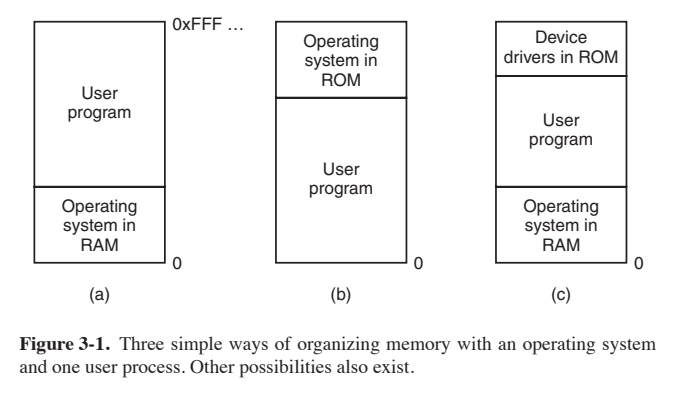 0xFFF …
User
program
Operating
system in
RAM
0
(a)
Operating
system in
ROM
User
program
0
(b)
Device
drivers in ROM
User
program
Operating
system in
RAM
0
(c)
Figure 3-1. Three simple ways of organizing memory with an operating system
and one user process. Other possibilities also exist.